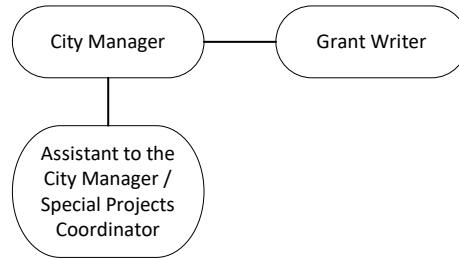 City Manager
Grant Writer
Assistant to the
City Manager /
Special Projects
Coordinator